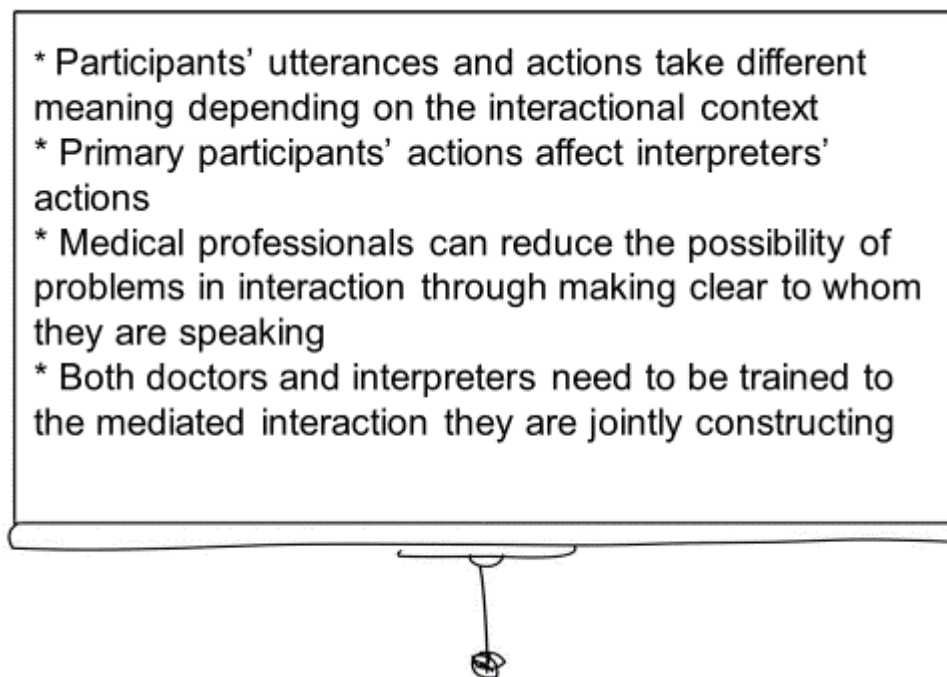 * Participants' utterances and actions take different
meaning depending on the interactional context
* Primary participants' actions affect interpreters'
actions
* Medical professionals can reduce the possibility of
problems in interaction through making clear to whom
they are speaking
* Both doctors and interpreters need to be trained to
the mediated interaction they are jointly constructing